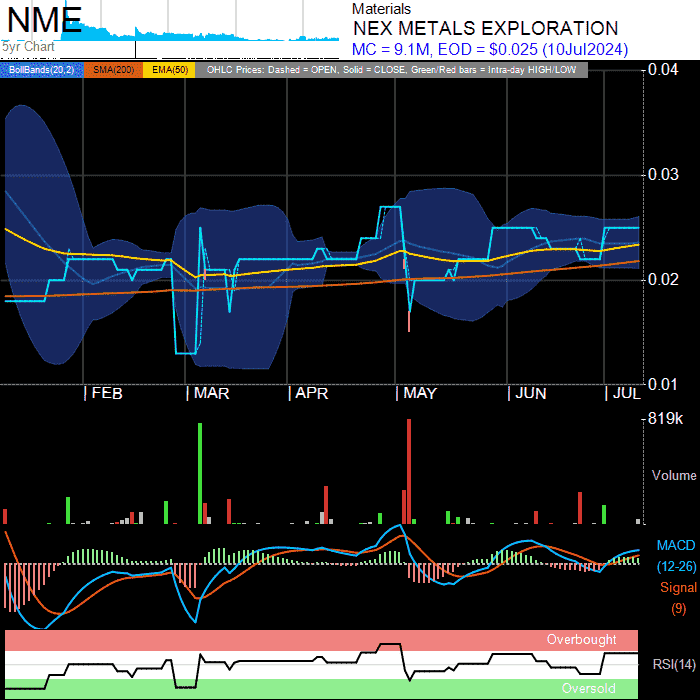 NME
5yr Chart
Materials
NEX METALS EXPLORATION
MC = 9.1M, EOD = $0.025 (10Jul2024)
BollBands(20,2) SMA(200) EMA(50) OHLC Prices: Dashed = OPEN, Solid = CLOSE, Green/Red bars = Intra-day HIGH/LOW
0.04
0.03
0.02
0.01
FEB MAR APR MAY JUN JUL
819k
Volume
MACD
(12-26)
Signal
(9)
Overbought
RSI(14)
Oversold